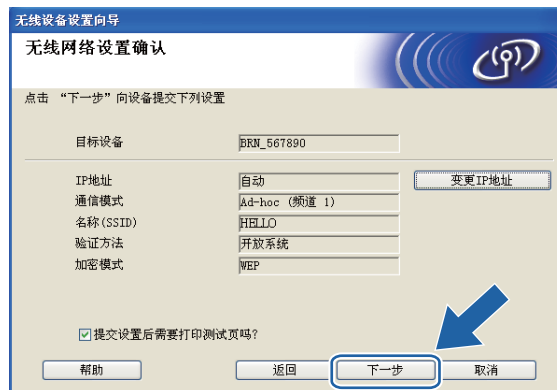 无线设备设置向导
无线网络设置确认
点击 “下一步”向设备提交下列设置
目标设备 BRN_567890
IP地址 自动 变更IP地址
通信模式 Ad-hoc (频道 1)
名称(SSID) HELLO
验证方法 开放系统
加密模式 WEP
提交设置后需要打印测试页吗?
帮助 返回 下一步 取消